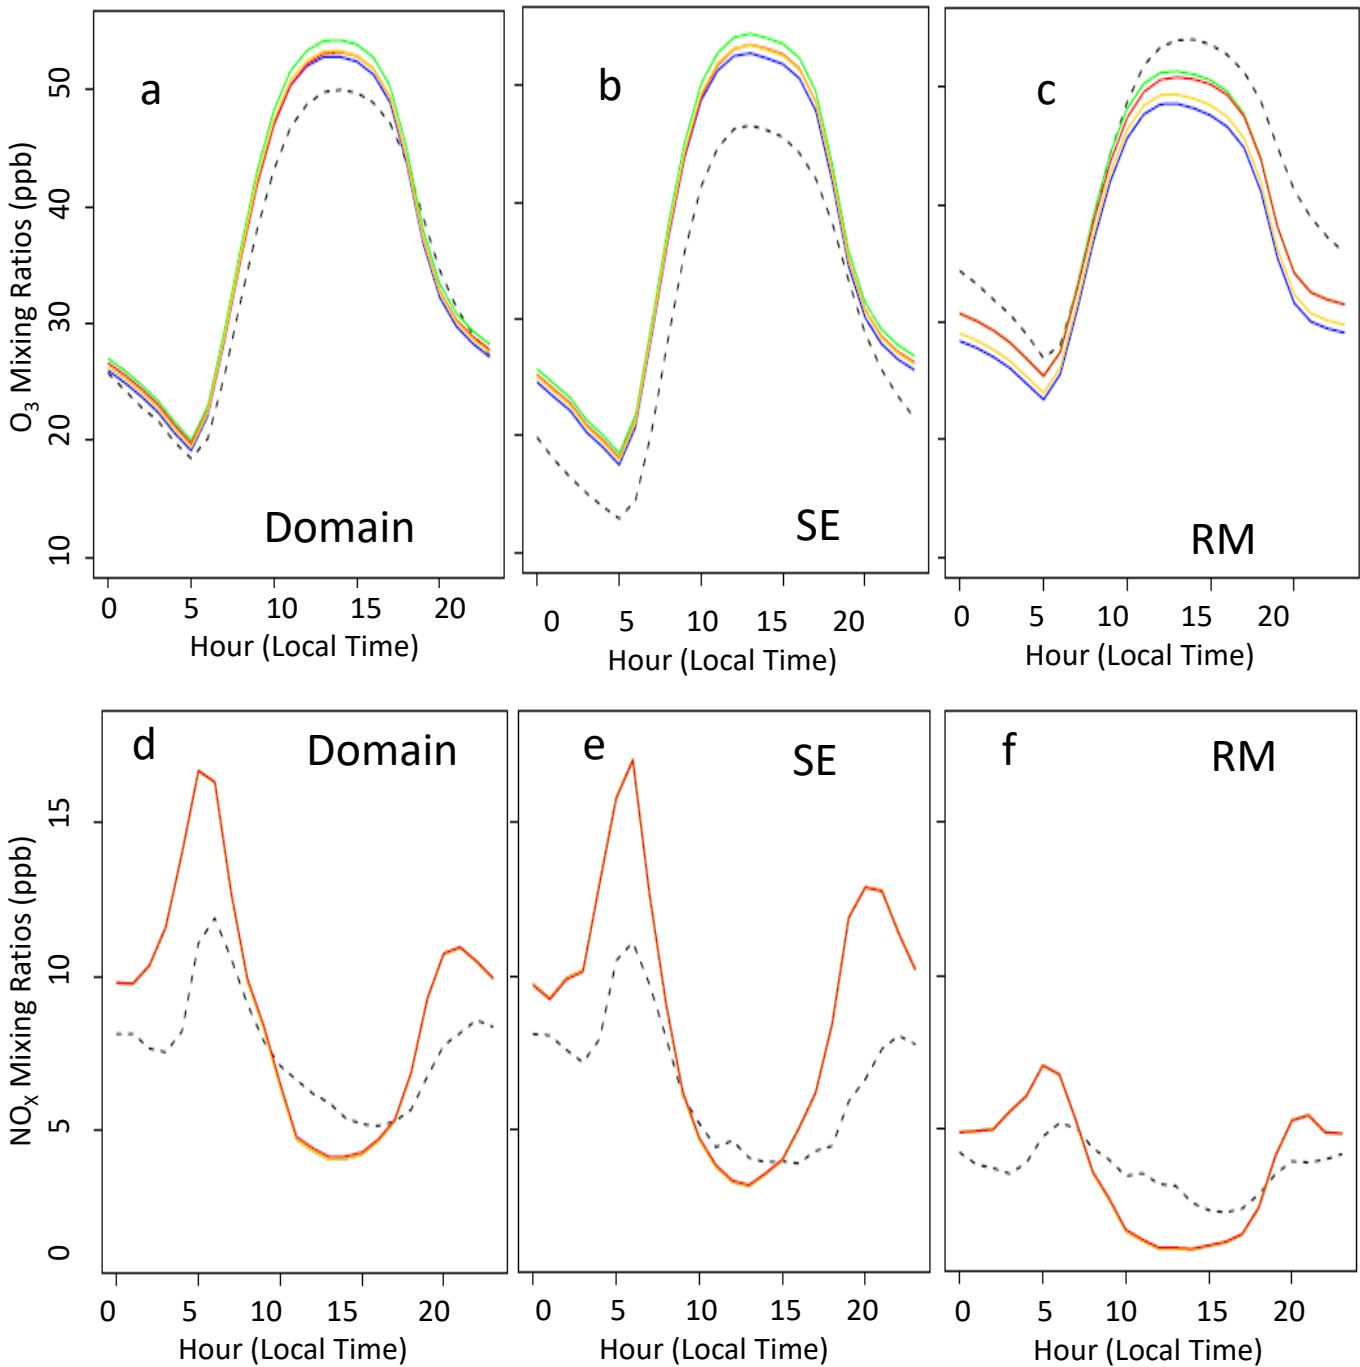 a
b
c
50
40
30
20
10
O3 Mixing Ratios (ppb)
Domain
SE
RM
0 5 10 15 20
0 5 10 15 20
0 5 10 15 20
Hour (Local Time)
Hour (Local Time)
Hour (Local Time)
d Domain
e SE
f RM
15
10
5
0
NOX Mixing Ratios (ppb)
0 5 10 15 20
0 5 10 15 20
0 5 10 15 20
Hour (Local Time)
Hour (Local Time)
Hour (Local Time)